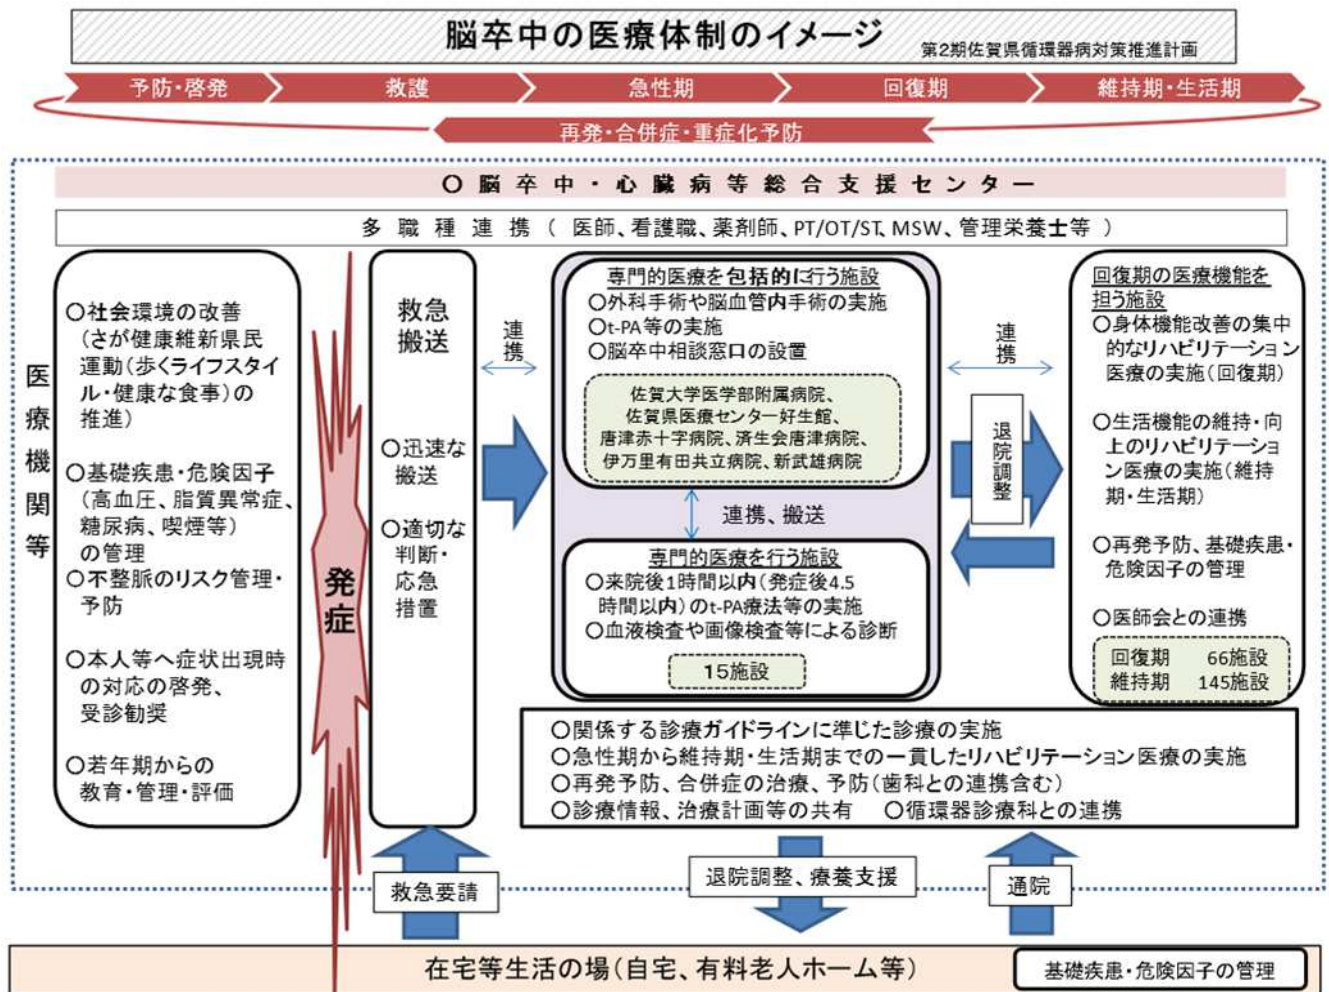 脳卒中の医療体制のイメージ
第2期佐賀県循環器病対策推進計画
予防・啓発
救護
急性期
回復期
維持期・生活期
再発・合併症・重症化予防
〇脳卒中・心臓病等総合支援センター
多職種連携(医師、看護職、薬剤師、PT/OT/ST、MSW、管理栄養士等)
医療機関等
〇社会環境の改善
(さが健康維新県民
運動(歩くライフスタイ
ル・健康な食事)の
推進)
〇基礎疾患・危険因子
(高血圧、脂質異常症、
糖尿病、喫煙等)
の管理
〇不整脈のリスク管理・
予防
〇本人等へ症状出現時
の対応の啓発、
受診勧奨
〇若年期からの
教育・管理・評価
発症
救急
搬送
〇迅速な
搬送
〇適切な
判断・
応急
措置
連携
専門的医療を包括的に行う施設
〇外科手術や脳血管内手術の実施
〇t-PA等の実施
〇脳卒中相談窓口の設置
佐賀大学医学部附属病院、
佐賀県医療センター好生館、
唐津赤十字病院、済生会唐津病院、
伊万里有田共立病院、新武雄病院
連携、搬送
専門的医療を行う施設
〇来院後1時間以内(発症後4.5
時間以内)のt-PA療法等の実施
〇血液検査や画像検査等による診断
15施設
連携
退院調整
回復期の医療機能を
担う施設
〇身体機能改善の集中
的なリハビリテーション
医療の実施(回復期)
〇生活機能の維持・向
上のリハビリテーショ
ン医療の実施(維持
期・生活期)
〇再発予防、基礎疾患・
危険因子の管理
〇医師会との連携
回復期 66施設
維持期 145施設
〇関係する診療ガイドラインに準じた診療の実施
〇急性期から維持期・生活期までの一貫したリハビリテーション医療の実施
〇再発予防、合併症の治療、予防(歯科との連携含む)
〇診療情報、治療計画等の共有 〇循環器診療科との連携
救急要請
退院調整、療養支援
通院
在宅等生活の場(自宅、有料老人ホーム等)
基礎疾患・危険因子の管理